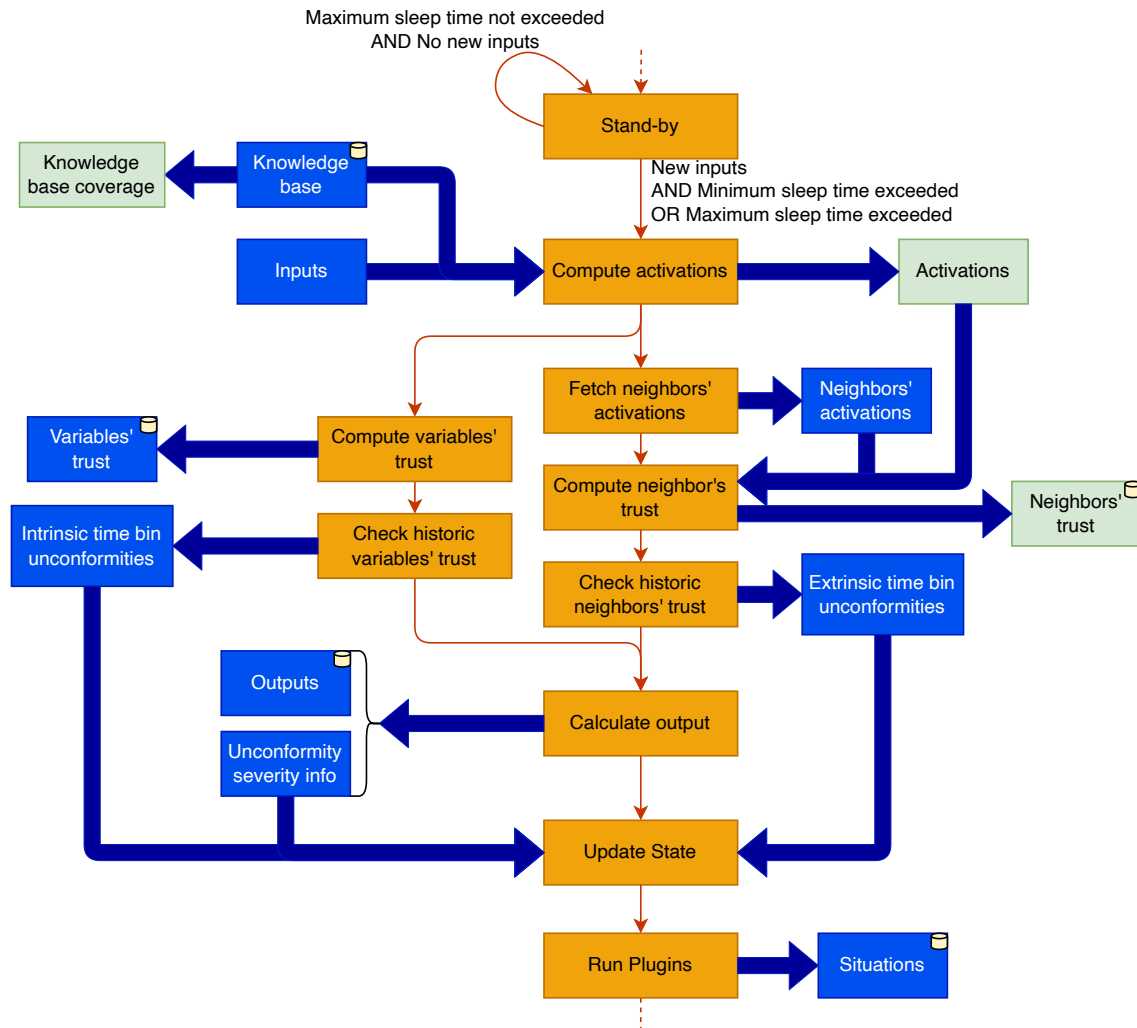 Maximum sleep time not exceeded
AND No new inputs
Stand-by
New inputs
AND Minimum sleep time exceeded
OR Maximum sleep time exceeded
Knowledge
base coverage
Knowledge
base
Inputs
Compute activations
Activations
Fetch neighbors'
activations
Neighbors'
activations
Variables'
trust
Compute variables'
trust
Compute neighbor's
trust
Neighbors'
trust
Intrinsic time bin
unconformities
Check historic
variables' trust
Check historic
neighbors' trust
Extrinsic time bin
unconformities
Outputs
Unconformity
severity info
Calculate output
Update State
Run Plugins
Situations